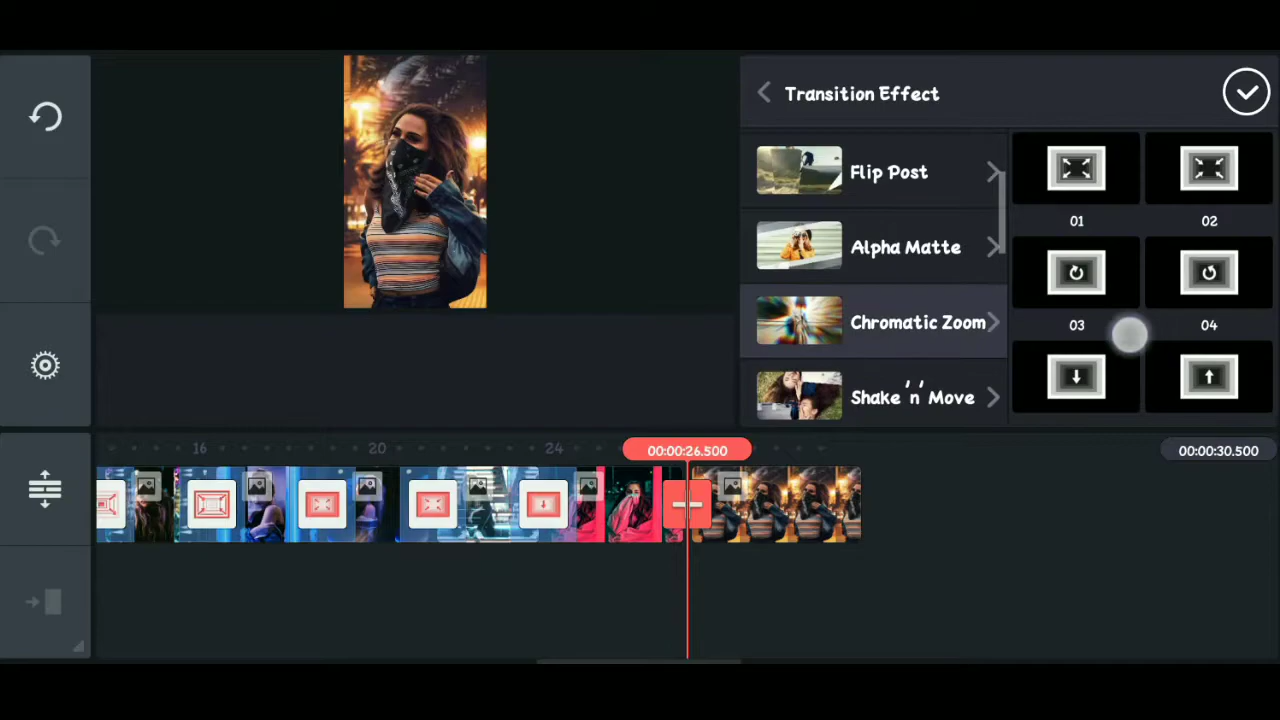 Transition Effect
Flip Post
Alpha Matte
Chromatic Zoom
Shake 'n' Move
01
02
03
04
16
20
24
00:00:26.500
00:00:30.500